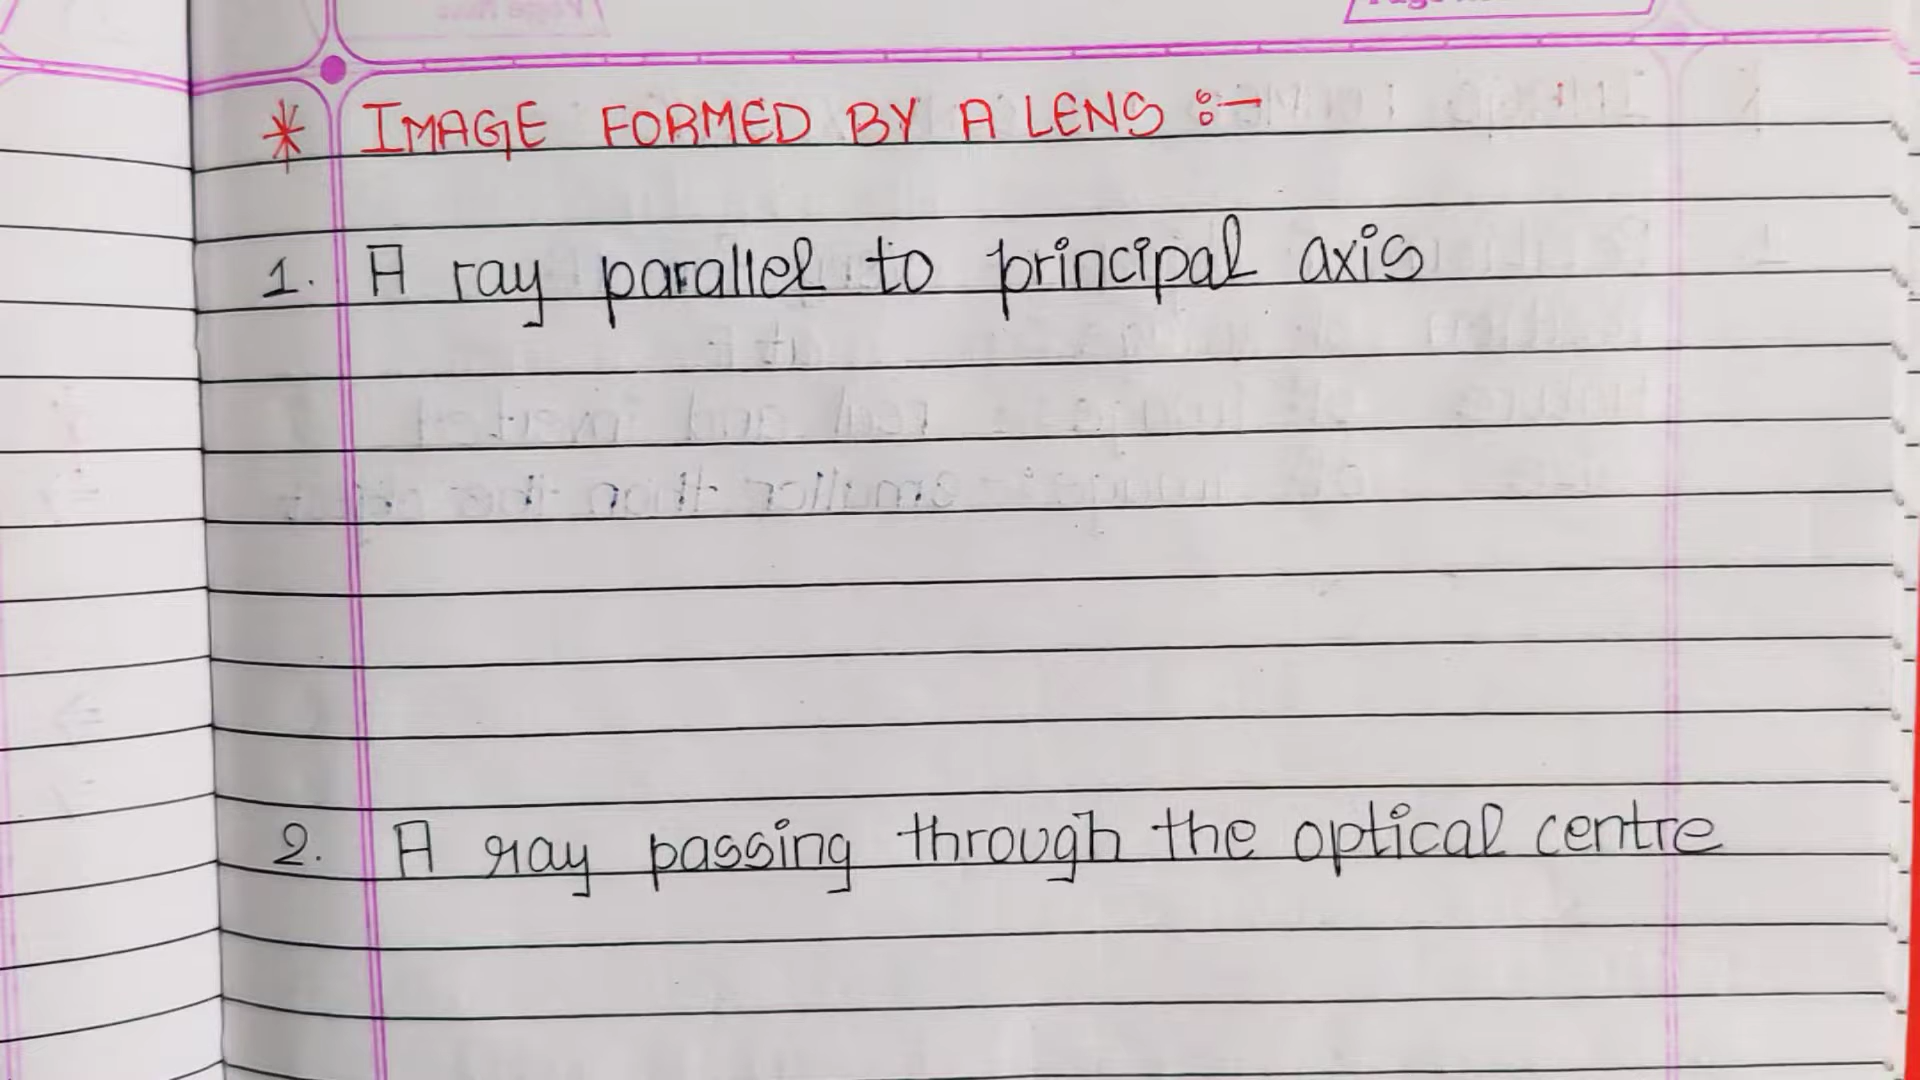 * IMAGE FORMED BY A LENS :-
1. A ray parallel to principal axis
2. A ray passing through the optical centre